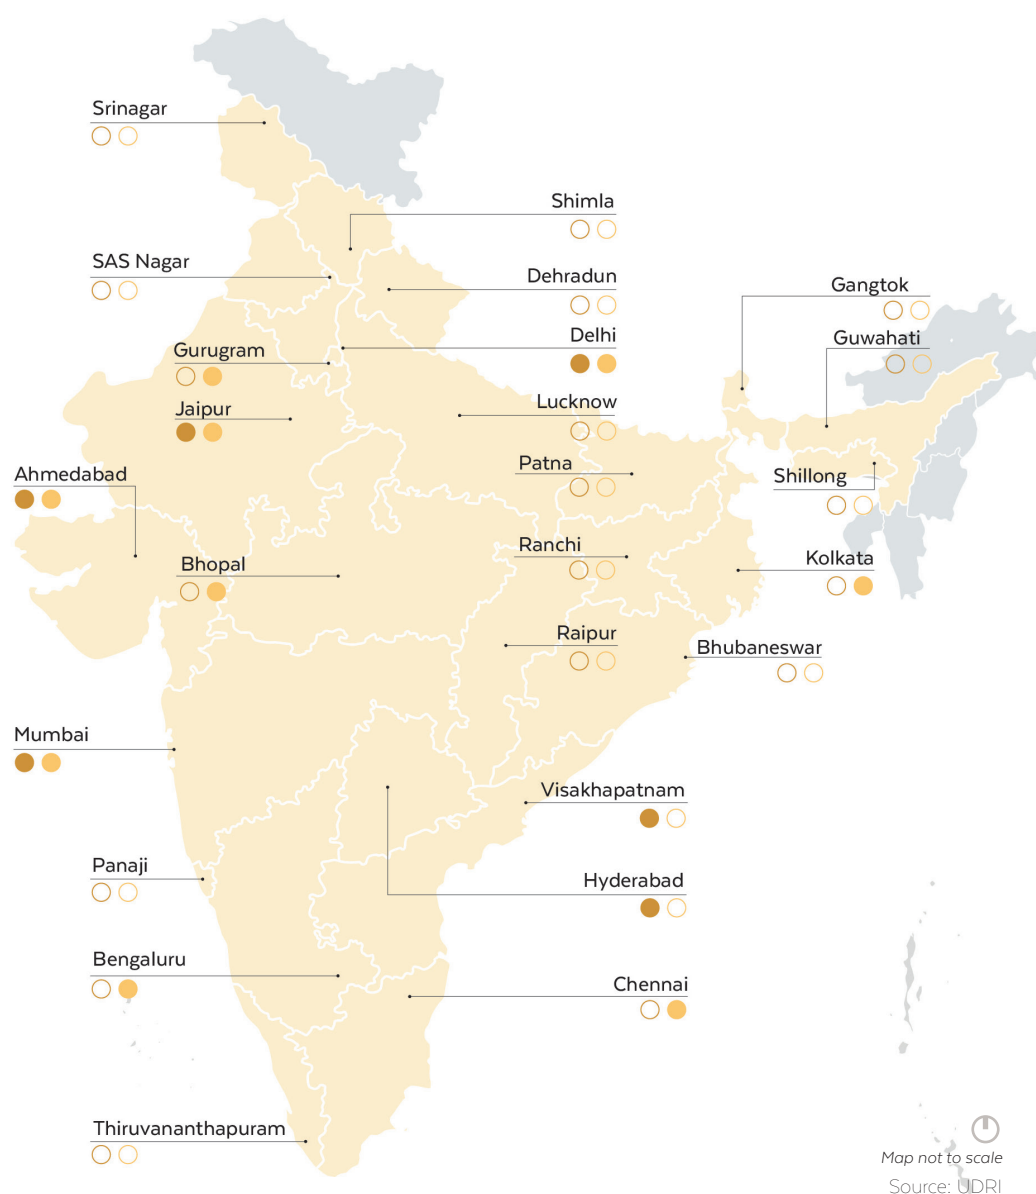 Srinagar
Shimla
SAS Nagar
Dehradun
Gangtok
Delhi
Guwahati
Gurugram
Jaipur
Lucknow
Patna
Ahmedabad
Shillong
Ranchi
Kolkata
Bhopal
Raipur
Bhubaneswar
Mumbai
Visakhapatnam
Panaji
Hyderabad
Bengaluru
Chennai
Thiruvananthapuram
Map not to scale
Source: UDRI